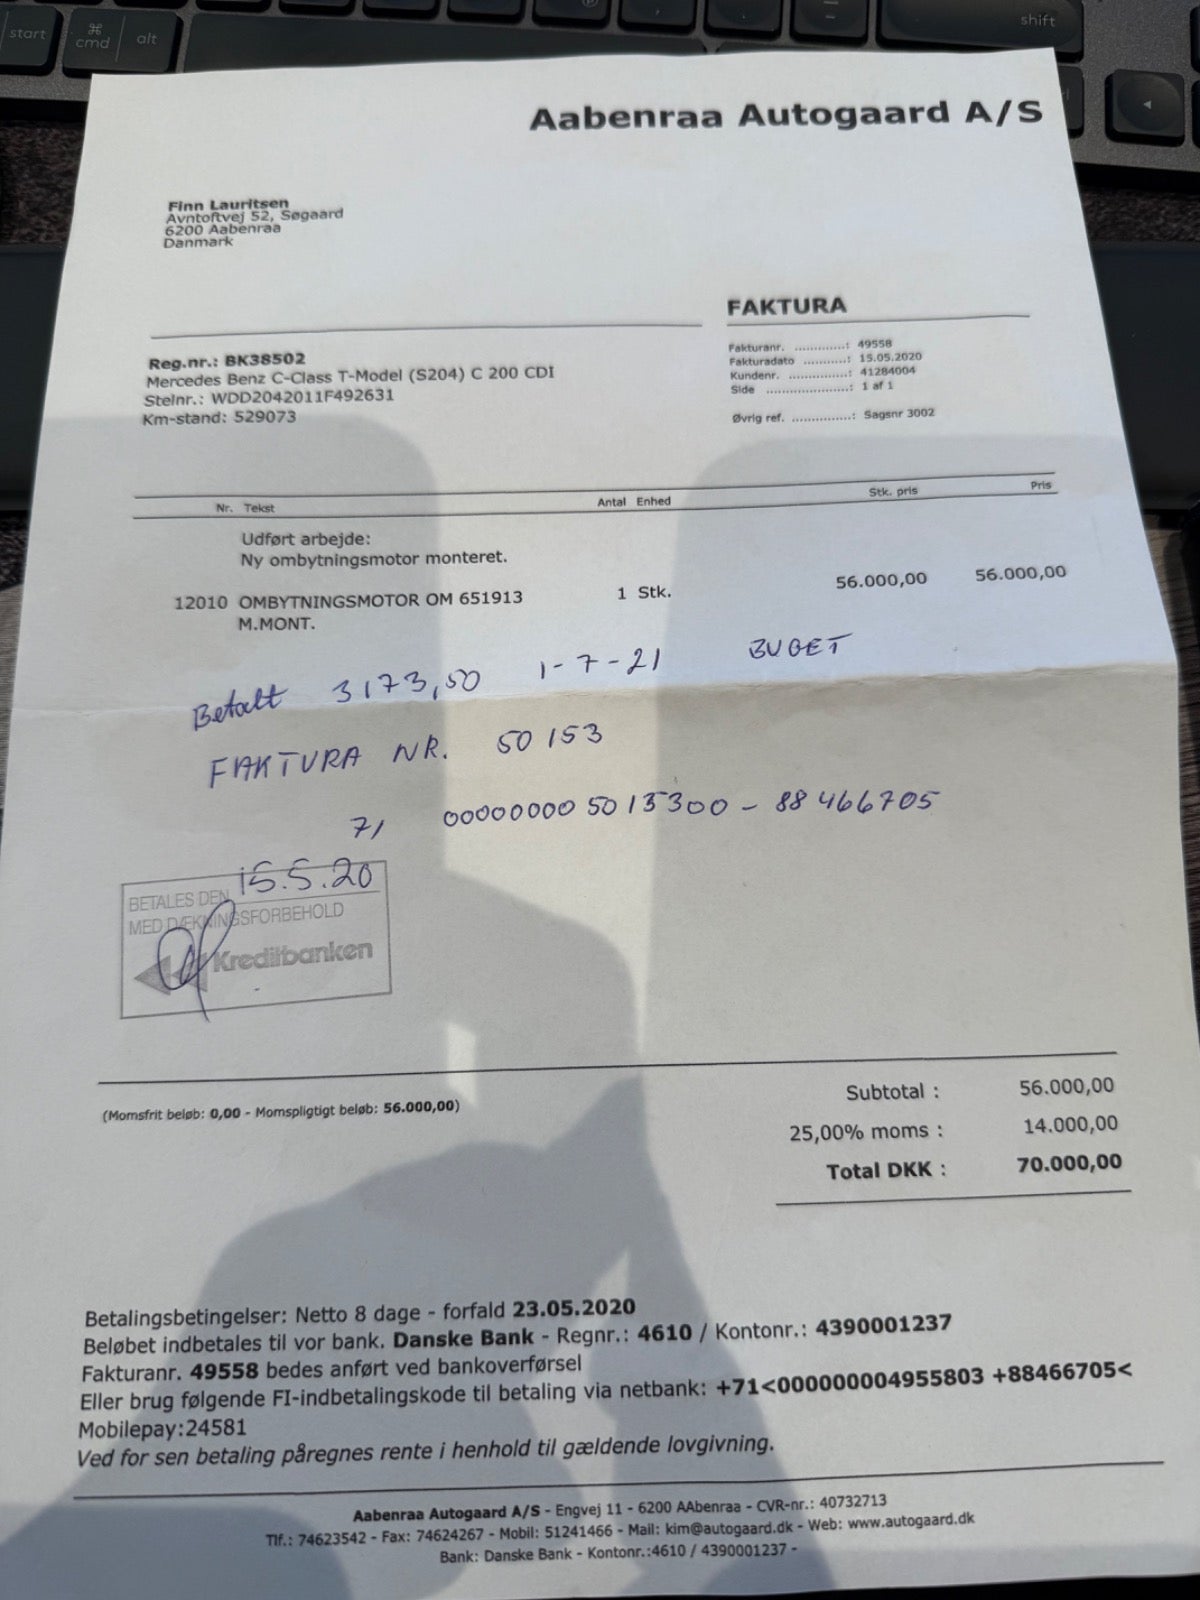 start
⌘
cmd
alt
shift
Aabenraa Autogaard A/S
Finn Lauritsen
Avntoftvej 52, Søgaard
6200 Aabenraa
Danmark
FAKTURA
Reg.nr.: BK38502
Mercedes Benz C-Class T-Model (S204) C 200 CDI
Stelnr.: WDD2042011F492631
Km-stand: 529073
Fakturanr. .............: 49558
Fakturadato ...........: 15.05.2020
Kundenr. ...............: 41284004
Side .....................: 1 af 1
Øvrig ref. ...............: Sagsnr 3002
Nr. Tekst Antal Enhed Stk. pris Pris
Udført arbejde:
Ny ombytningsmotor monteret.
12010 OMBYTNINGSMOTOR OM 651913 1 Stk. 56.000,00 56.000,00
M.MONT.
Betalt 3173,50 1-7-21 BUGET
FAKTURA NR. 50153
71 00000000 5015300 - 88466705
15.5.20
BETALES DEN
MED DÆKNINGSFORBEHOLD
Kreditbanken
(Momsfrit beløb: 0,00 - Momspligtigt beløb: 56.000,00)
Subtotal : 56.000,00
25,00% moms : 14.000,00
Total DKK : 70.000,00
Betalingsbetingelser: Netto 8 dage - forfald 23.05.2020
Beløbet indbetales til vor bank. Danske Bank - Regnr.: 4610 / Kontonr.: 4390001237
Fakturanr. 49558 bedes anført ved bankoverførsel
Eller brug følgende FI-indbetalingskode til betaling via netbank: +71<000000004955803 +88466705<
Mobilepay:24581
Ved for sen betaling påregnes rente i henhold til gældende lovgivning.
Aabenraa Autogaard A/S - Engvej 11 - 6200 AAbenraa - CVR-nr.: 40732713
Tlf.: 74623542 - Fax: 74624267 - Mobil: 51241466 - Mail: kim@autogaard.dk - Web: www.autogaard.dk
Bank: Danske Bank - Kontonr.:4610 / 4390001237 -